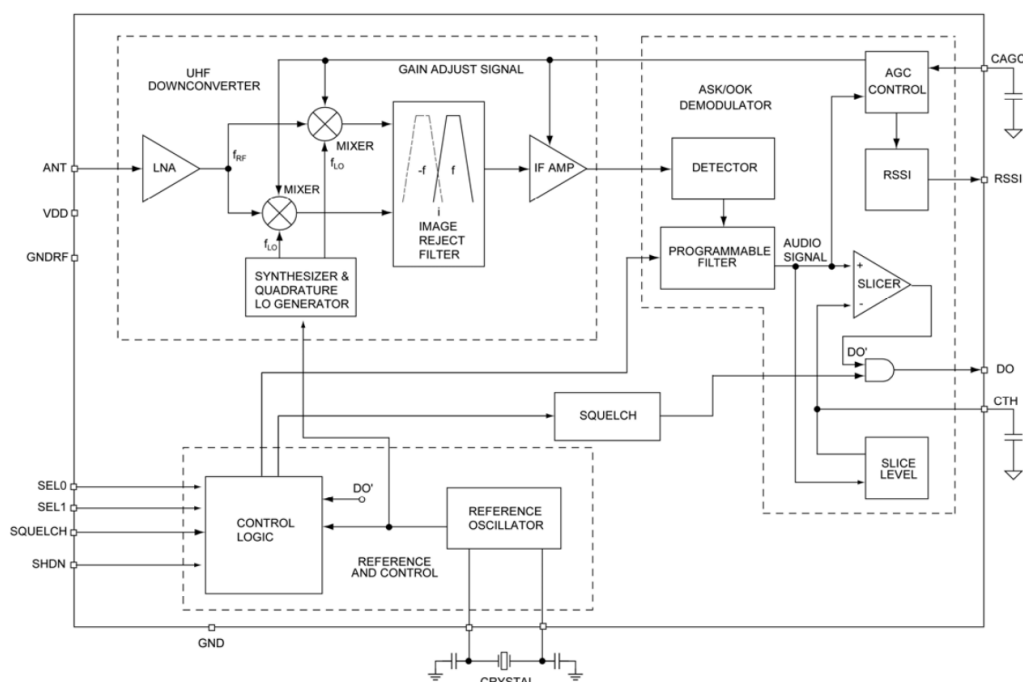 UHF
DOWNCONVERTER
GAIN ADJUST SIGNAL
ASK/OOK
DEMODULATOR
AGC
CONTROL
CAGC
ANT
LNA
fRF
MIXER
fLO
MIXER
fLO
-f
f
i
IMAGE
REJECT
FILTER
IF AMP
DETECTOR
RSSI
RSSI
VDD
GNDRF
SYNTHESIZER &
QUADRATURE
LO GENERATOR
PROGRAMMABLE
FILTER
AUDIO
SIGNAL
+
SLICER
-
DO'
DO
CTH
SQUELCH
SLICE
LEVEL
SEL0
SEL1
SQUELCH
SHDN
CONTROL
LOGIC
DO'
REFERENCE
OSCILLATOR
REFERENCE
AND CONTROL
GND
CRYSTAL